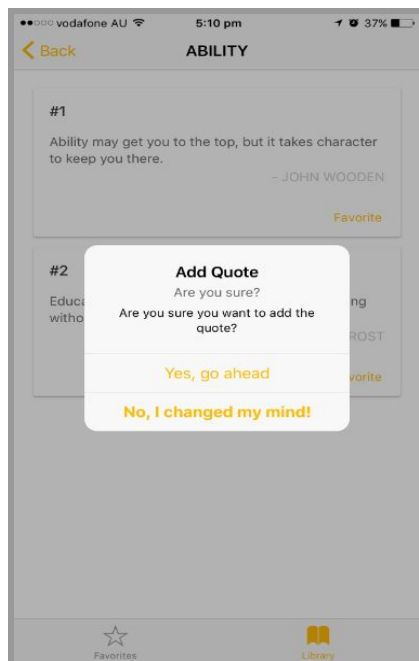 vodafone AU 5:10 pm 37%
Back ABILITY
#1
Ability may get you to the top, but it takes character
to keep you there.
– JOHN WOODEN
Favorite
#2
Add Quote
Are you sure?
Are you sure you want to add the
quote?
Yes, go ahead
No, I changed my mind!
Favorites Library